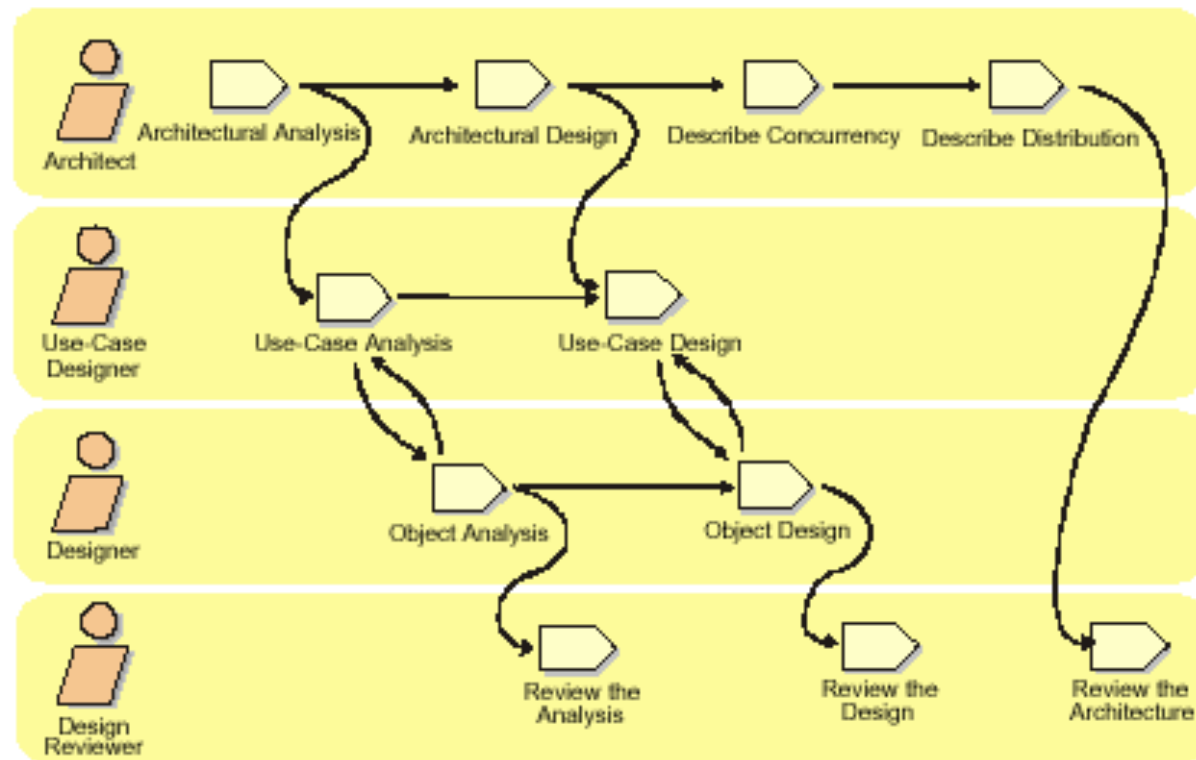 Architectural Analysis
Architectural Design
Describe Concurrency
Describe Distribution
Architect
Use-Case
Designer
Use-Case Analysis
Use-Case Design
Designer
Object Analysis
Object Design
Design
Reviewer
Review the
Analysis
Review the
Design
Review the
Architecture